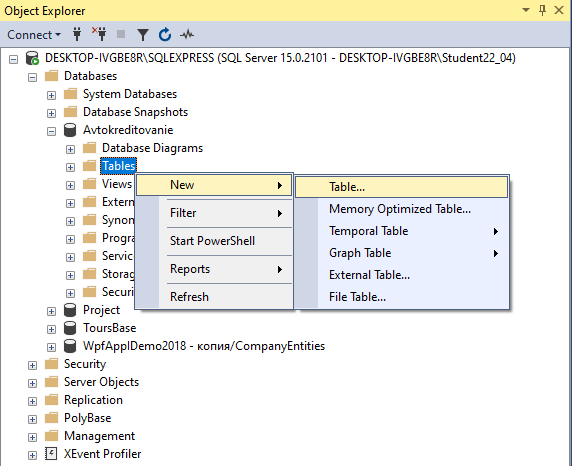 Object Explorer
Connect
DESKTOP-IVGBE8R\SQLEXPRESS (SQL Server 15.0.2101 - DESKTOP-IVGBE8R\Student22_04)
Databases
System Databases
Database Snapshots
Avtokreditovanie
Database Diagrams
Tables
Views
Extern
Synon
Progra
Servic
Storag
Securi
New
Filter
Start PowerShell
Reports
Refresh
Table...
Memory Optimized Table...
Temporal Table
Graph Table
External Table...
File Table...
Project
ToursBase
WpfApplDemo2018 - копия/CompanyEntities
Security
Server Objects
Replication
PolyBase
Management
XEvent Profiler